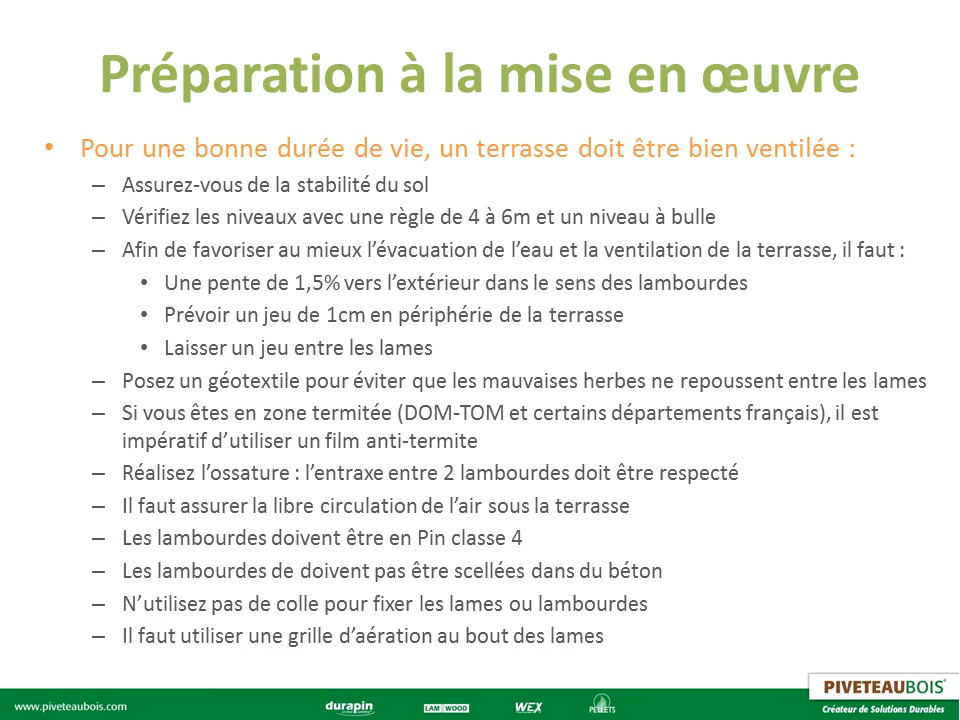 Préparation à la mise en œuvre
• Pour une bonne durée de vie, un terrasse doit être bien ventilée :
– Assurez-vous de la stabilité du sol
– Vérifiez les niveaux avec une règle de 4 à 6m et un niveau à bulle
– Afin de favoriser au mieux l’évacuation de l’eau et la ventilation de la terrasse, il faut :
• Une pente de 1,5% vers l’extérieur dans le sens des lambourdes
• Prévoir un jeu de 1cm en périphérie de la terrasse
• Laisser un jeu entre les lames
– Posez un géotextile pour éviter que les mauvaises herbes ne repoussent entre les lames
– Si vous êtes en zone termitée (DOM-TOM et certains départements français), il est
impératif d’utiliser un film anti-termite
– Réalisez l’ossature : l’entraxe entre 2 lambourdes doit être respecté
– Il faut assurer la libre circulation de l’air sous la terrasse
– Les lambourdes doivent être en Pin classe 4
– Les lambourdes de doivent pas être scellées dans du béton
– N’utilisez pas de colle pour fixer les lames ou lambourdes
– Il faut utiliser une grille d’aération au bout des lames
PIVETEAUBOIS®
Créateur de Solutions Durables
www.piveteaubois.com durapin LAMWOOD WEX PELLETS